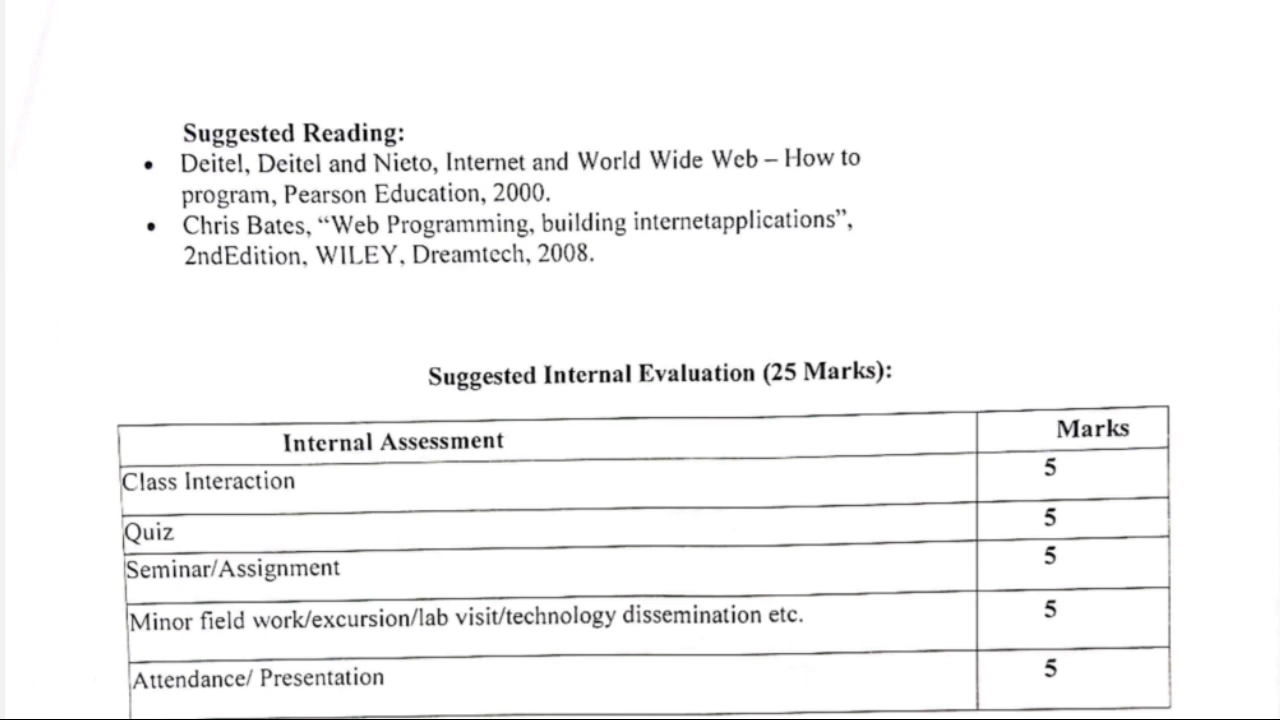 Suggested Reading:
• Deitel, Deitel and Nieto, Internet and World Wide Web – How to
program, Pearson Education, 2000.
• Chris Bates, “Web Programming, building internetapplications”,
2ndEdition, WILEY, Dreamtech, 2008.
Suggested Internal Evaluation (25 Marks):
Internal Assessment Marks
Class Interaction 5
Quiz 5
Seminar/Assignment 5
Minor field work/excursion/lab visit/technology dissemination etc. 5
Attendance/ Presentation 5